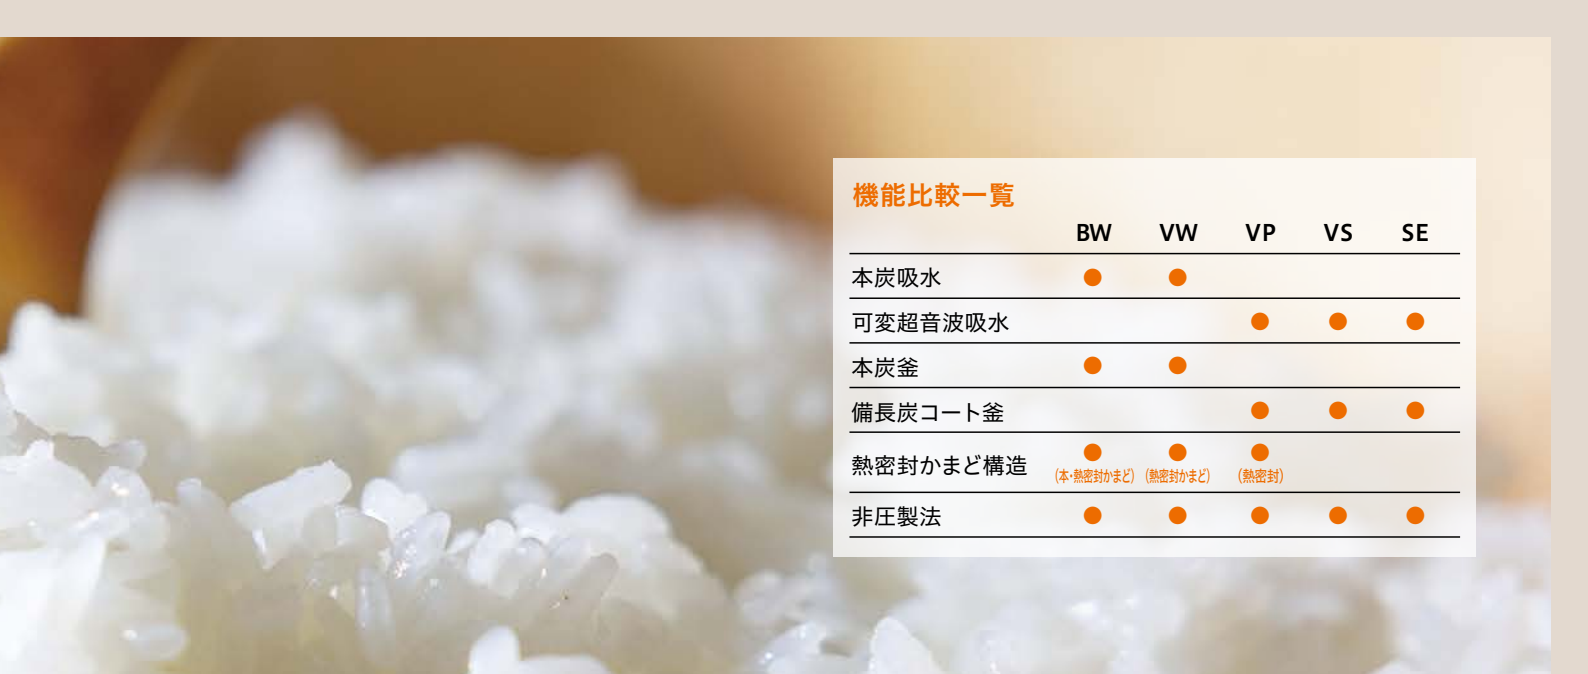 機能比較一覧
BW VW VP VS SE
本炭吸水 ● ●
可変超音波吸水 ● ● ●
本炭釜 ● ●
備長炭コート釜 ● ● ●
熱密封かまど構造 ● ● ●
(本・熱密封かまど) (熱密封かまど) (熱密封)
非圧製法 ● ● ● ● ●